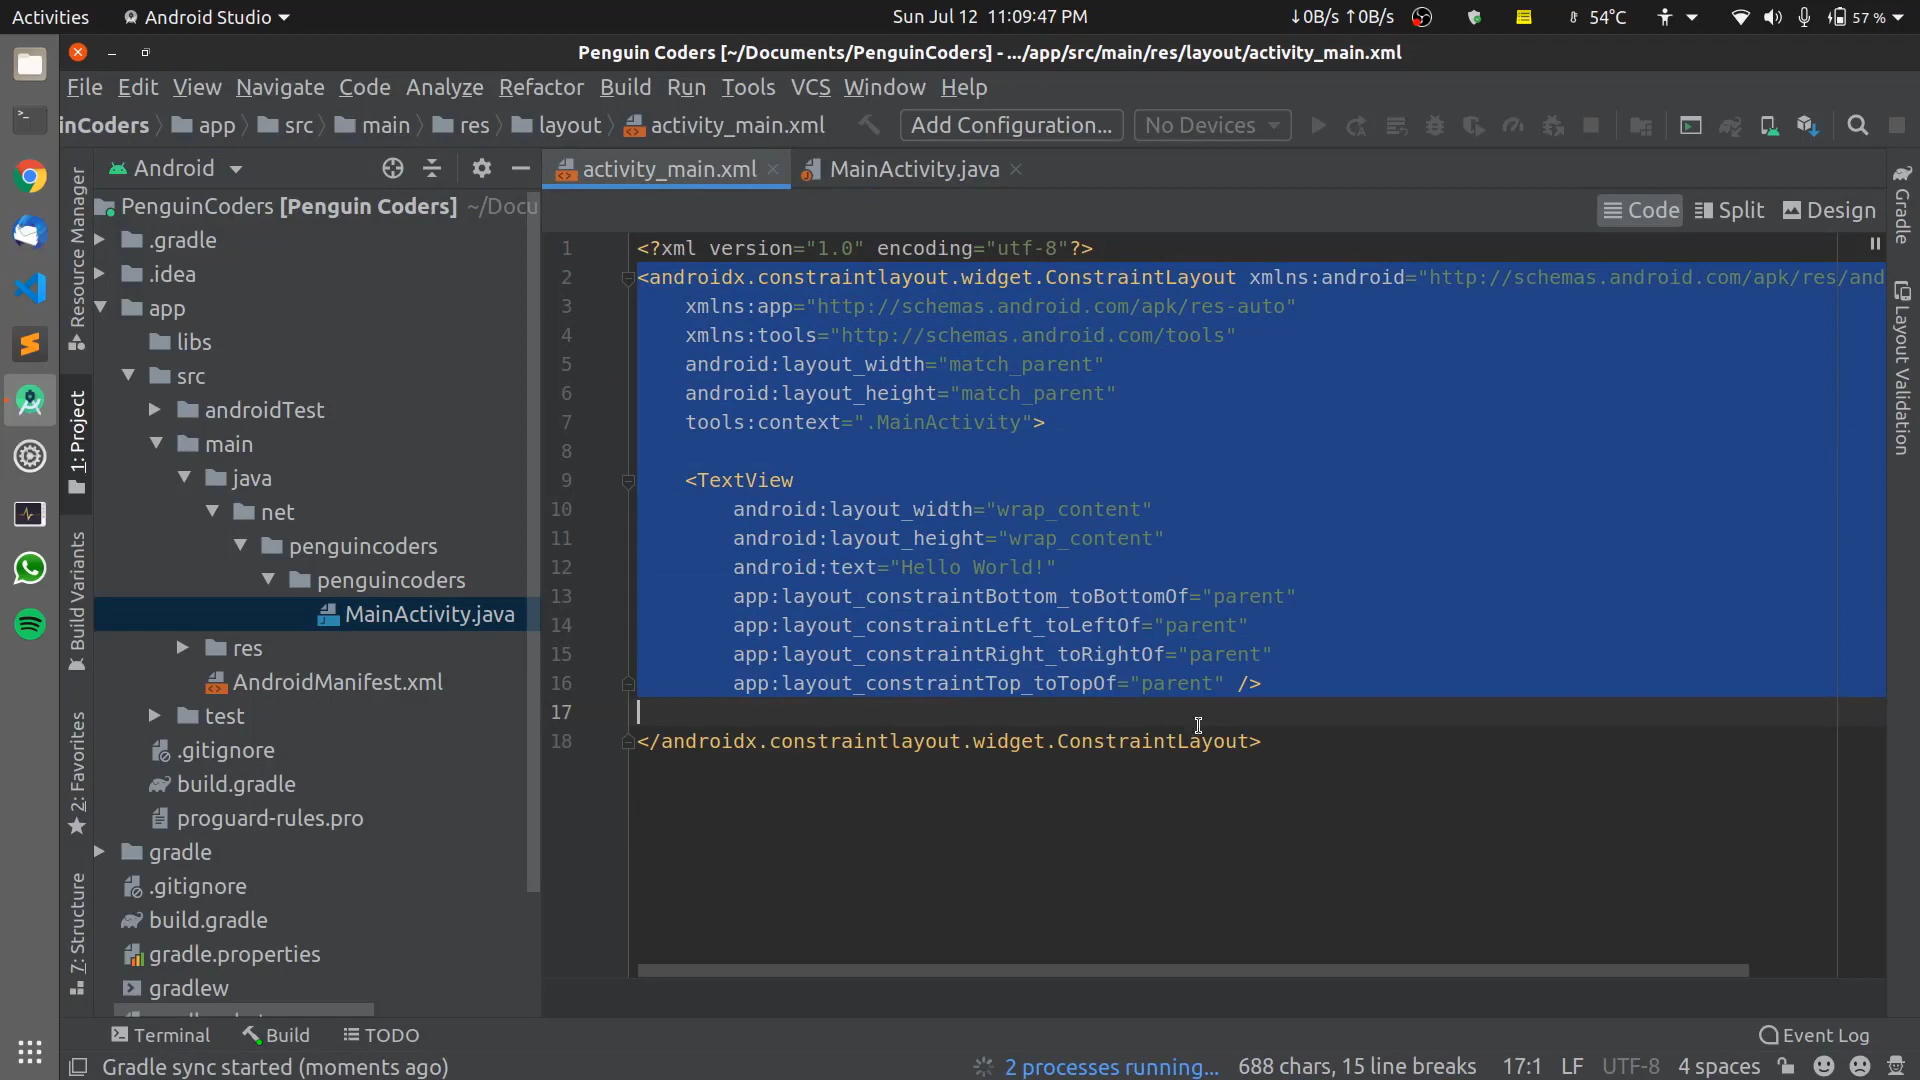 Activities
Android Studio
Sun Jul 12 11:09:47 PM
↓0B/s ↑0B/s
54°C
57 %
Penguin Coders [~/Documents/PenguinCoders] - .../app/src/main/res/layout/activity_main.xml
File Edit View Navigate Code Analyze Refactor Build Run Tools VCS Window Help
inCoders app src main res layout activity_main.xml
Add Configuration...
No Devices
Android
activity_main.xml
MainActivity.java
Code
Split
Design
Resource Manager
1: Project
Build Variants
2: Favorites
7: Structure
PenguinCoders [Penguin Coders] ~/Docu
.gradle
.idea
app
libs
src
androidTest
main
java
net
penguincoders
penguincoders
MainActivity.java
res
AndroidManifest.xml
test
.gitignore
build.gradle
proguard-rules.pro
gradle
.gitignore
build.gradle
gradle.properties
gradlew
1 <?xml version="1.0" encoding="utf-8"?>
2 <androidx.constraintlayout.widget.ConstraintLayout xmlns:android="http://schemas.android.com/apk/res/and
3 xmlns:app="http://schemas.android.com/apk/res-auto"
4 xmlns:tools="http://schemas.android.com/tools"
5 android:layout_width="match_parent"
6 android:layout_height="match_parent"
7 tools:context=".MainActivity">
8
9 <TextView
10 android:layout_width="wrap_content"
11 android:layout_height="wrap_content"
12 android:text="Hello World!"
13 app:layout_constraintBottom_toBottomOf="parent"
14 app:layout_constraintLeft_toLeftOf="parent"
15 app:layout_constraintRight_toRightOf="parent"
16 app:layout_constraintTop_toTopOf="parent" />
17
18 </androidx.constraintlayout.widget.ConstraintLayout>
Gradle
Layout Validation
Terminal
Build
TODO
Event Log
Gradle sync started (moments ago)
2 processes running...
688 chars, 15 line breaks
17:1
LF
UTF-8
4 spaces